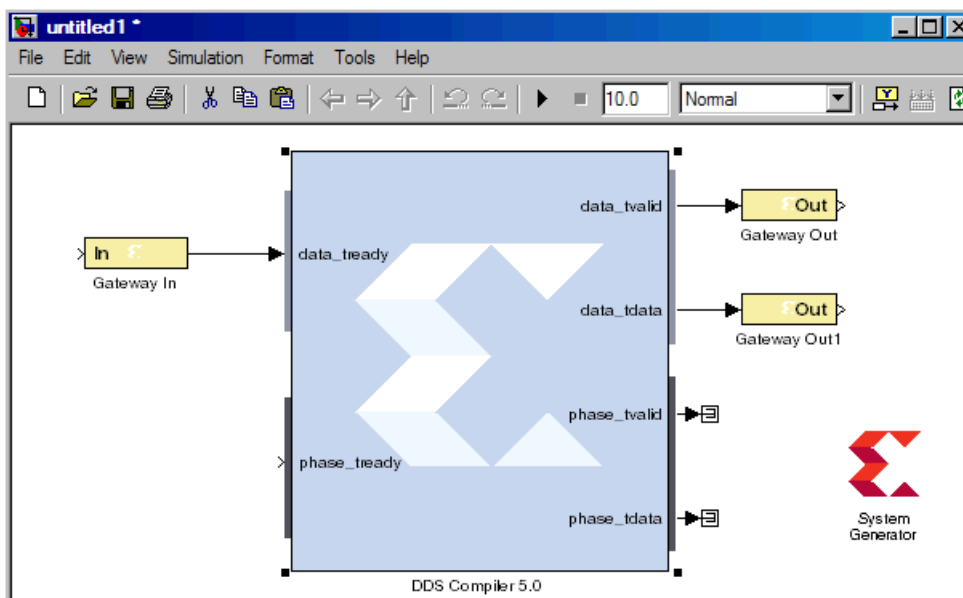 untitled1 *
File Edit View Simulation Format Tools Help
10.0 Normal
data_tvalid
Out
Gateway Out
In
data_tready
Gateway In
data_tdata
Out
Gateway Out1
phase_tvalid
phase_tready
phase_tdata
System
Generator
DDS Compiler 5.0